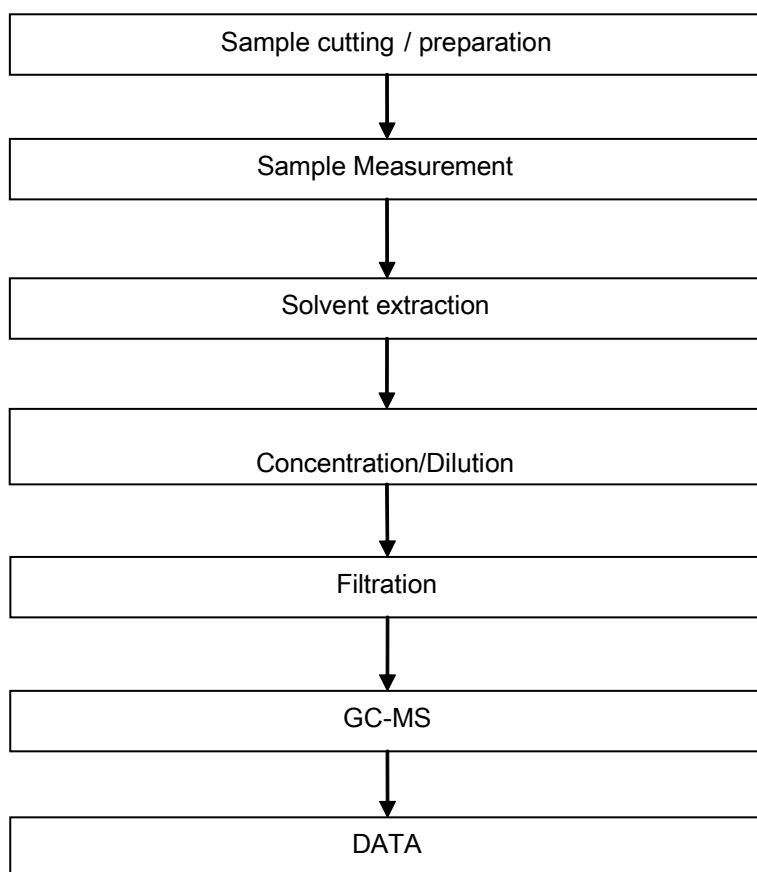 Sample cutting / preparation
Sample Measurement
Solvent extraction
Concentration/Dilution
Filtration
GC-MS
DATA